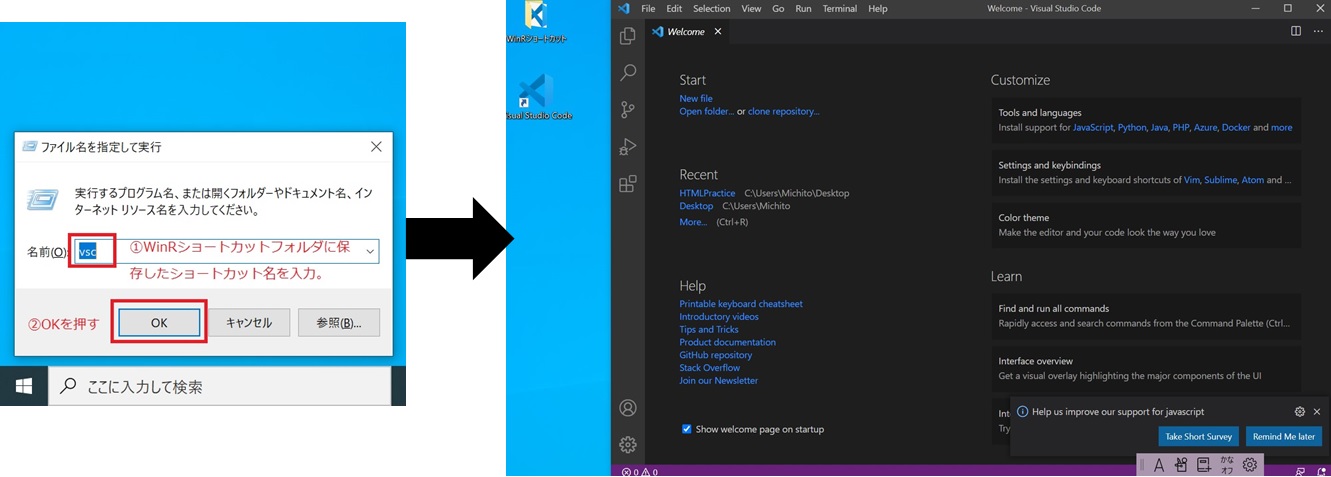 ファイル名を指定して実行
実行するプログラム名、または開くフォルダーやドキュメント名、イン
ターネット リソース名を入力してください。
名前(O):
vsc
①WinRショートカットフォルダに保
存したショートカット名を入力。
②OKを押す
OK
キャンセル
参照(B)...
ここに入力して検索
WinRショートカット
isual Studio Code
File Edit Selection View Go Run Terminal Help
Welcome - Visual Studio Code
Welcome
Start
New file
Open folder... or clone repository...
Recent
HTMLPractice C:\Users\Michito\Desktop
Desktop C:\Users\Michito
More... (Ctrl+R)
Help
Printable keyboard cheatsheet
Introductory videos
Tips and Tricks
Product documentation
GitHub repository
Stack Overflow
Join our Newsletter
Show welcome page on startup
Customize
Tools and languages
Install support for JavaScript, Python, Java, PHP, Azure, Docker and more
Settings and keybindings
Install the settings and keyboard shortcuts of Vim, Sublime, Atom and ...
Color theme
Make the editor and your code look the way you love
Learn
Find and run all commands
Rapidly access and search commands from the Command Palette (Ctrl...
Interface overview
Get a visual overlay highlighting the major components of the UI
Int
Try
Help us improve our support for javascript
Take Short Survey
Remind Me later
A
かな
オフ
0 0